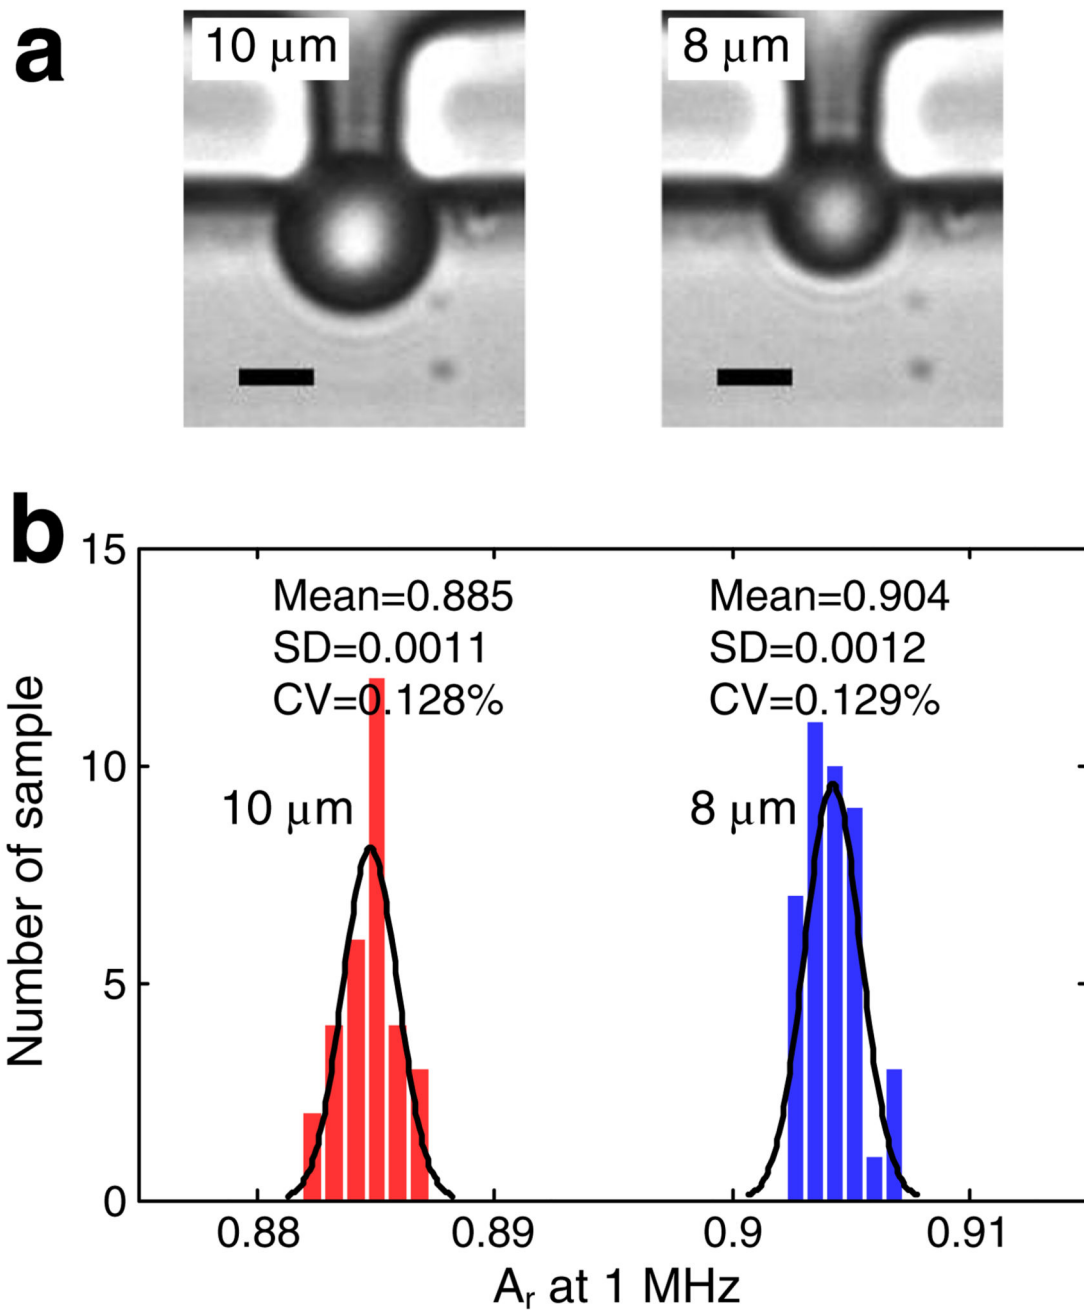 a
10 μm
8 μm
b
15
10
5
0
Number of sample
Mean=0.885
SD=0.0011
CV=0.128%
10 μm
Mean=0.904
SD=0.0012
CV=0.129%
8 μm
0.88
0.89
0.9
0.91
Aᵣ at 1 MHz